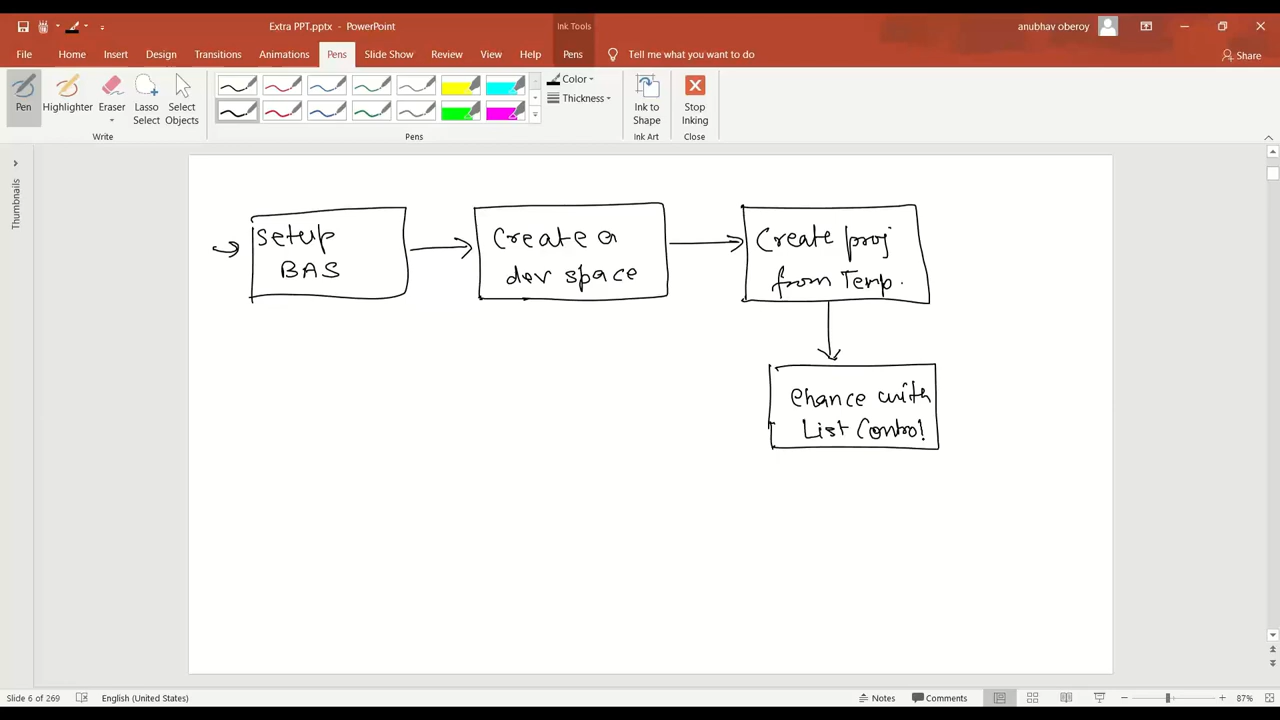 Extra PPT.pptx - PowerPoint
Ink Tools
anubhav oberoy
File Home Insert Design Transitions Animations Pens Slide Show Review View Help Pens Tell me what you want to do Share
Pen Highlighter Eraser Lasso Select Select Objects Color Thickness Ink to Shape Stop Inking
Write Pens Ink Art Close
Thumbnails
Setup
BAS
Create a
dev space
Create proj
from Temp.
ehance with
List Control
Slide 6 of 269 English (United States) Notes Comments 87%